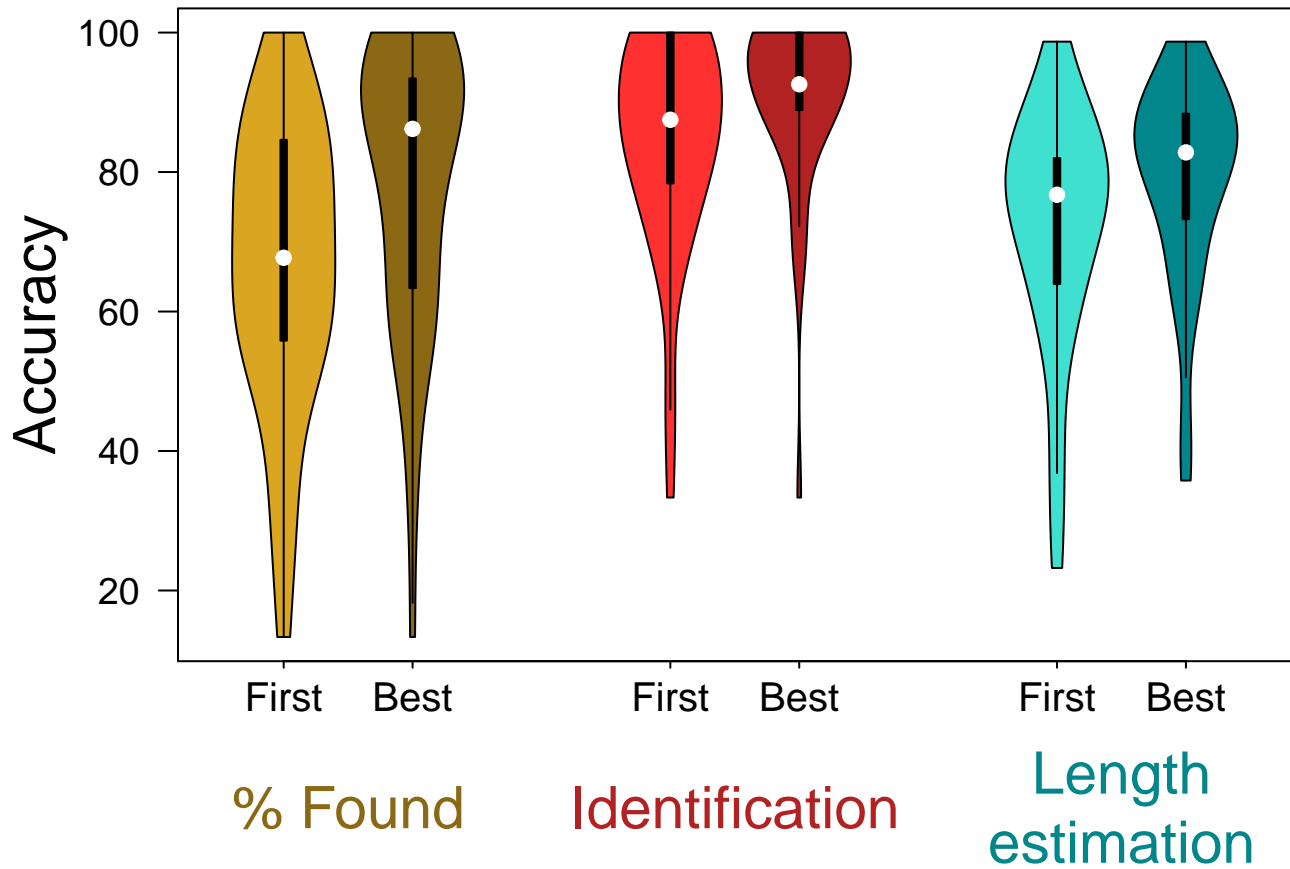 Accuracy
100
80
60
40
20
First Best First Best First Best
% Found Identification Length
estimation